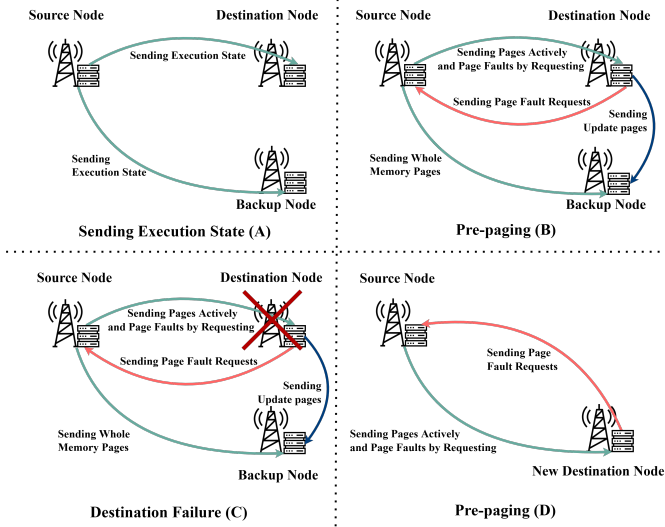 Source Node
Destination Node
Sending Execution State
Sending
Execution State
Backup Node
Sending Execution State (A)
Source Node
Destination Node
Sending Pages Actively
and Page Faults by Requesting
Sending Page Fault Requests
Sending
Update pages
Sending Whole
Memory Pages
Backup Node
Pre-paging (B)
Source Node
Destination Node
Sending Pages Actively
and Page Faults by Requesting
Sending Page Fault Requests
Sending
Update pages
Sending Whole
Memory Pages
Backup Node
Destination Failure (C)
Source Node
Sending Page
Fault Requests
Sending Pages Actively
and Page Faults by Requesting
New Destination Node
Pre-paging (D)